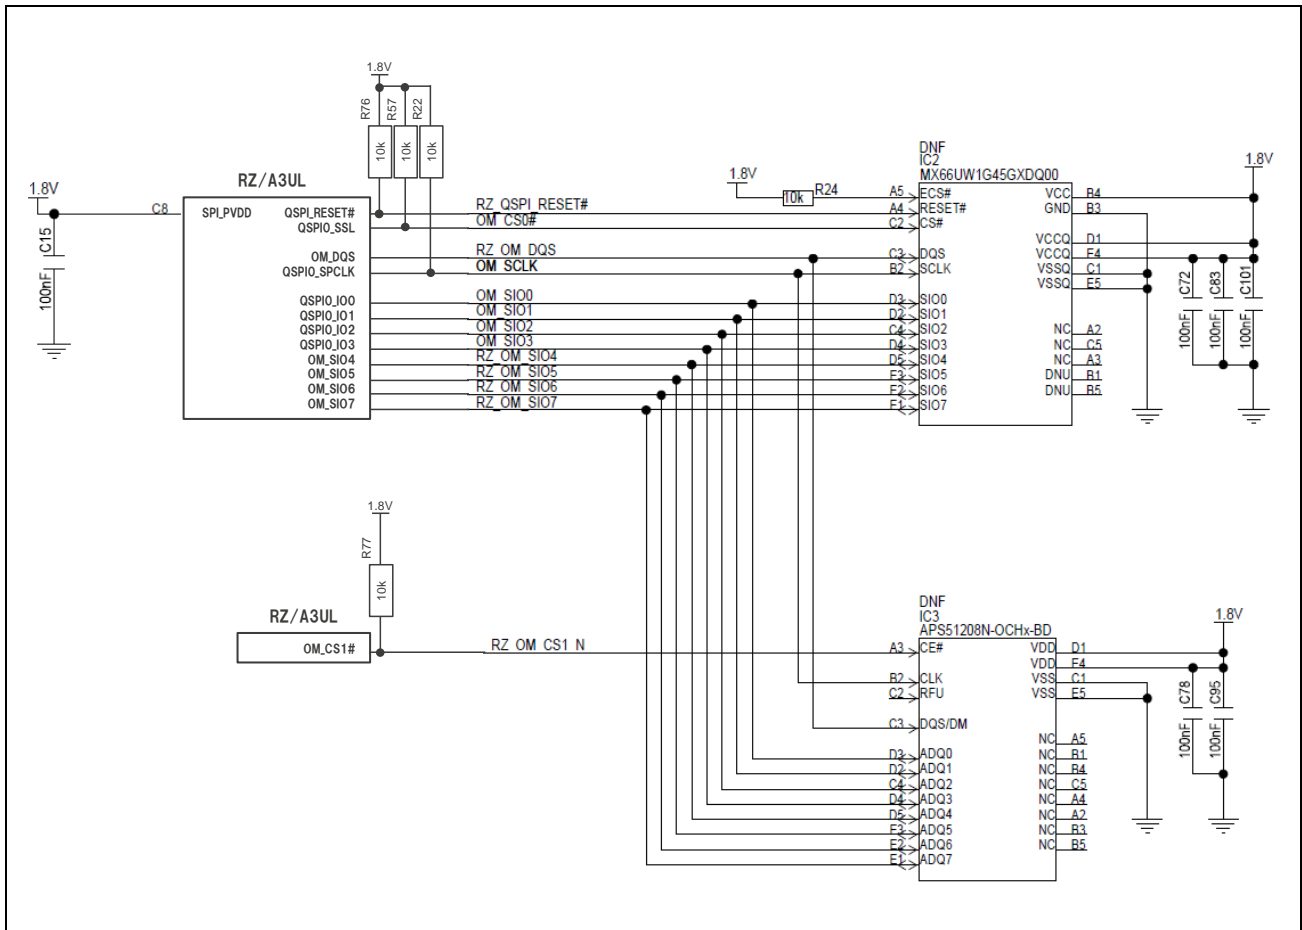 1.8V
R76
R57
R22
10k
10k
10k
RZ/A3UL
1.8V
C8
SPI_PVDD
C15
100nF
QSPI_RESET#
QSPI0_SSL
OM_DQS
QSPI0_SPCLK
QSPI0_IO0
QSPI0_IO1
QSPI0_IO2
QSPI0_IO3
OM_SIO4
OM_SIO5
OM_SIO6
OM_SIO7
RZ_QSPI_RESET#
OM_CS0#
RZ_OM_DQS
OM_SCLK
OM_SIO0
OM_SIO1
OM_SIO2
OM_SIO3
RZ_OM_SIO4
RZ_OM_SIO5
RZ_OM_SIO6
RZ_OM_SIO7
1.8V
10k
R24
DNF
IC2
MX66UW1G45GXDQ00
A5 ECS#
A4 RESET#
C2 CS#
C3 DQS
B2 SCLK
D3 SIO0
D2 SIO1
C4 SIO2
D4 SIO3
D5 SIO4
E3 SIO5
E2 SIO6
E1 SIO7
VCC B4
GND B3
VCCQ D1
VCCQ E4
VSSQ C1
VSSQ E5
NC A2
NC C5
NC A3
DNU B1
DNU B5
1.8V
C72
100nF
C83
100nF
C101
100nF
1.8V
R77
10k
RZ/A3UL
OM_CS1#
RZ_OM_CS1_N
DNF
IC3
APS51208N-OCHx-BD
A3 CE#
B2 CLK
C2 RFU
C3 DQS/DM
D3 ADQ0
D2 ADQ1
C4 ADQ2
D4 ADQ3
D5 ADQ4
E3 ADQ5
E2 ADQ6
E1 ADQ7
VDD D1
VDD E4
VSS C1
VSS E5
NC A5
NC B1
NC B4
NC C5
NC A4
NC A2
NC B3
NC B5
1.8V
C78
100nF
C95
100nF